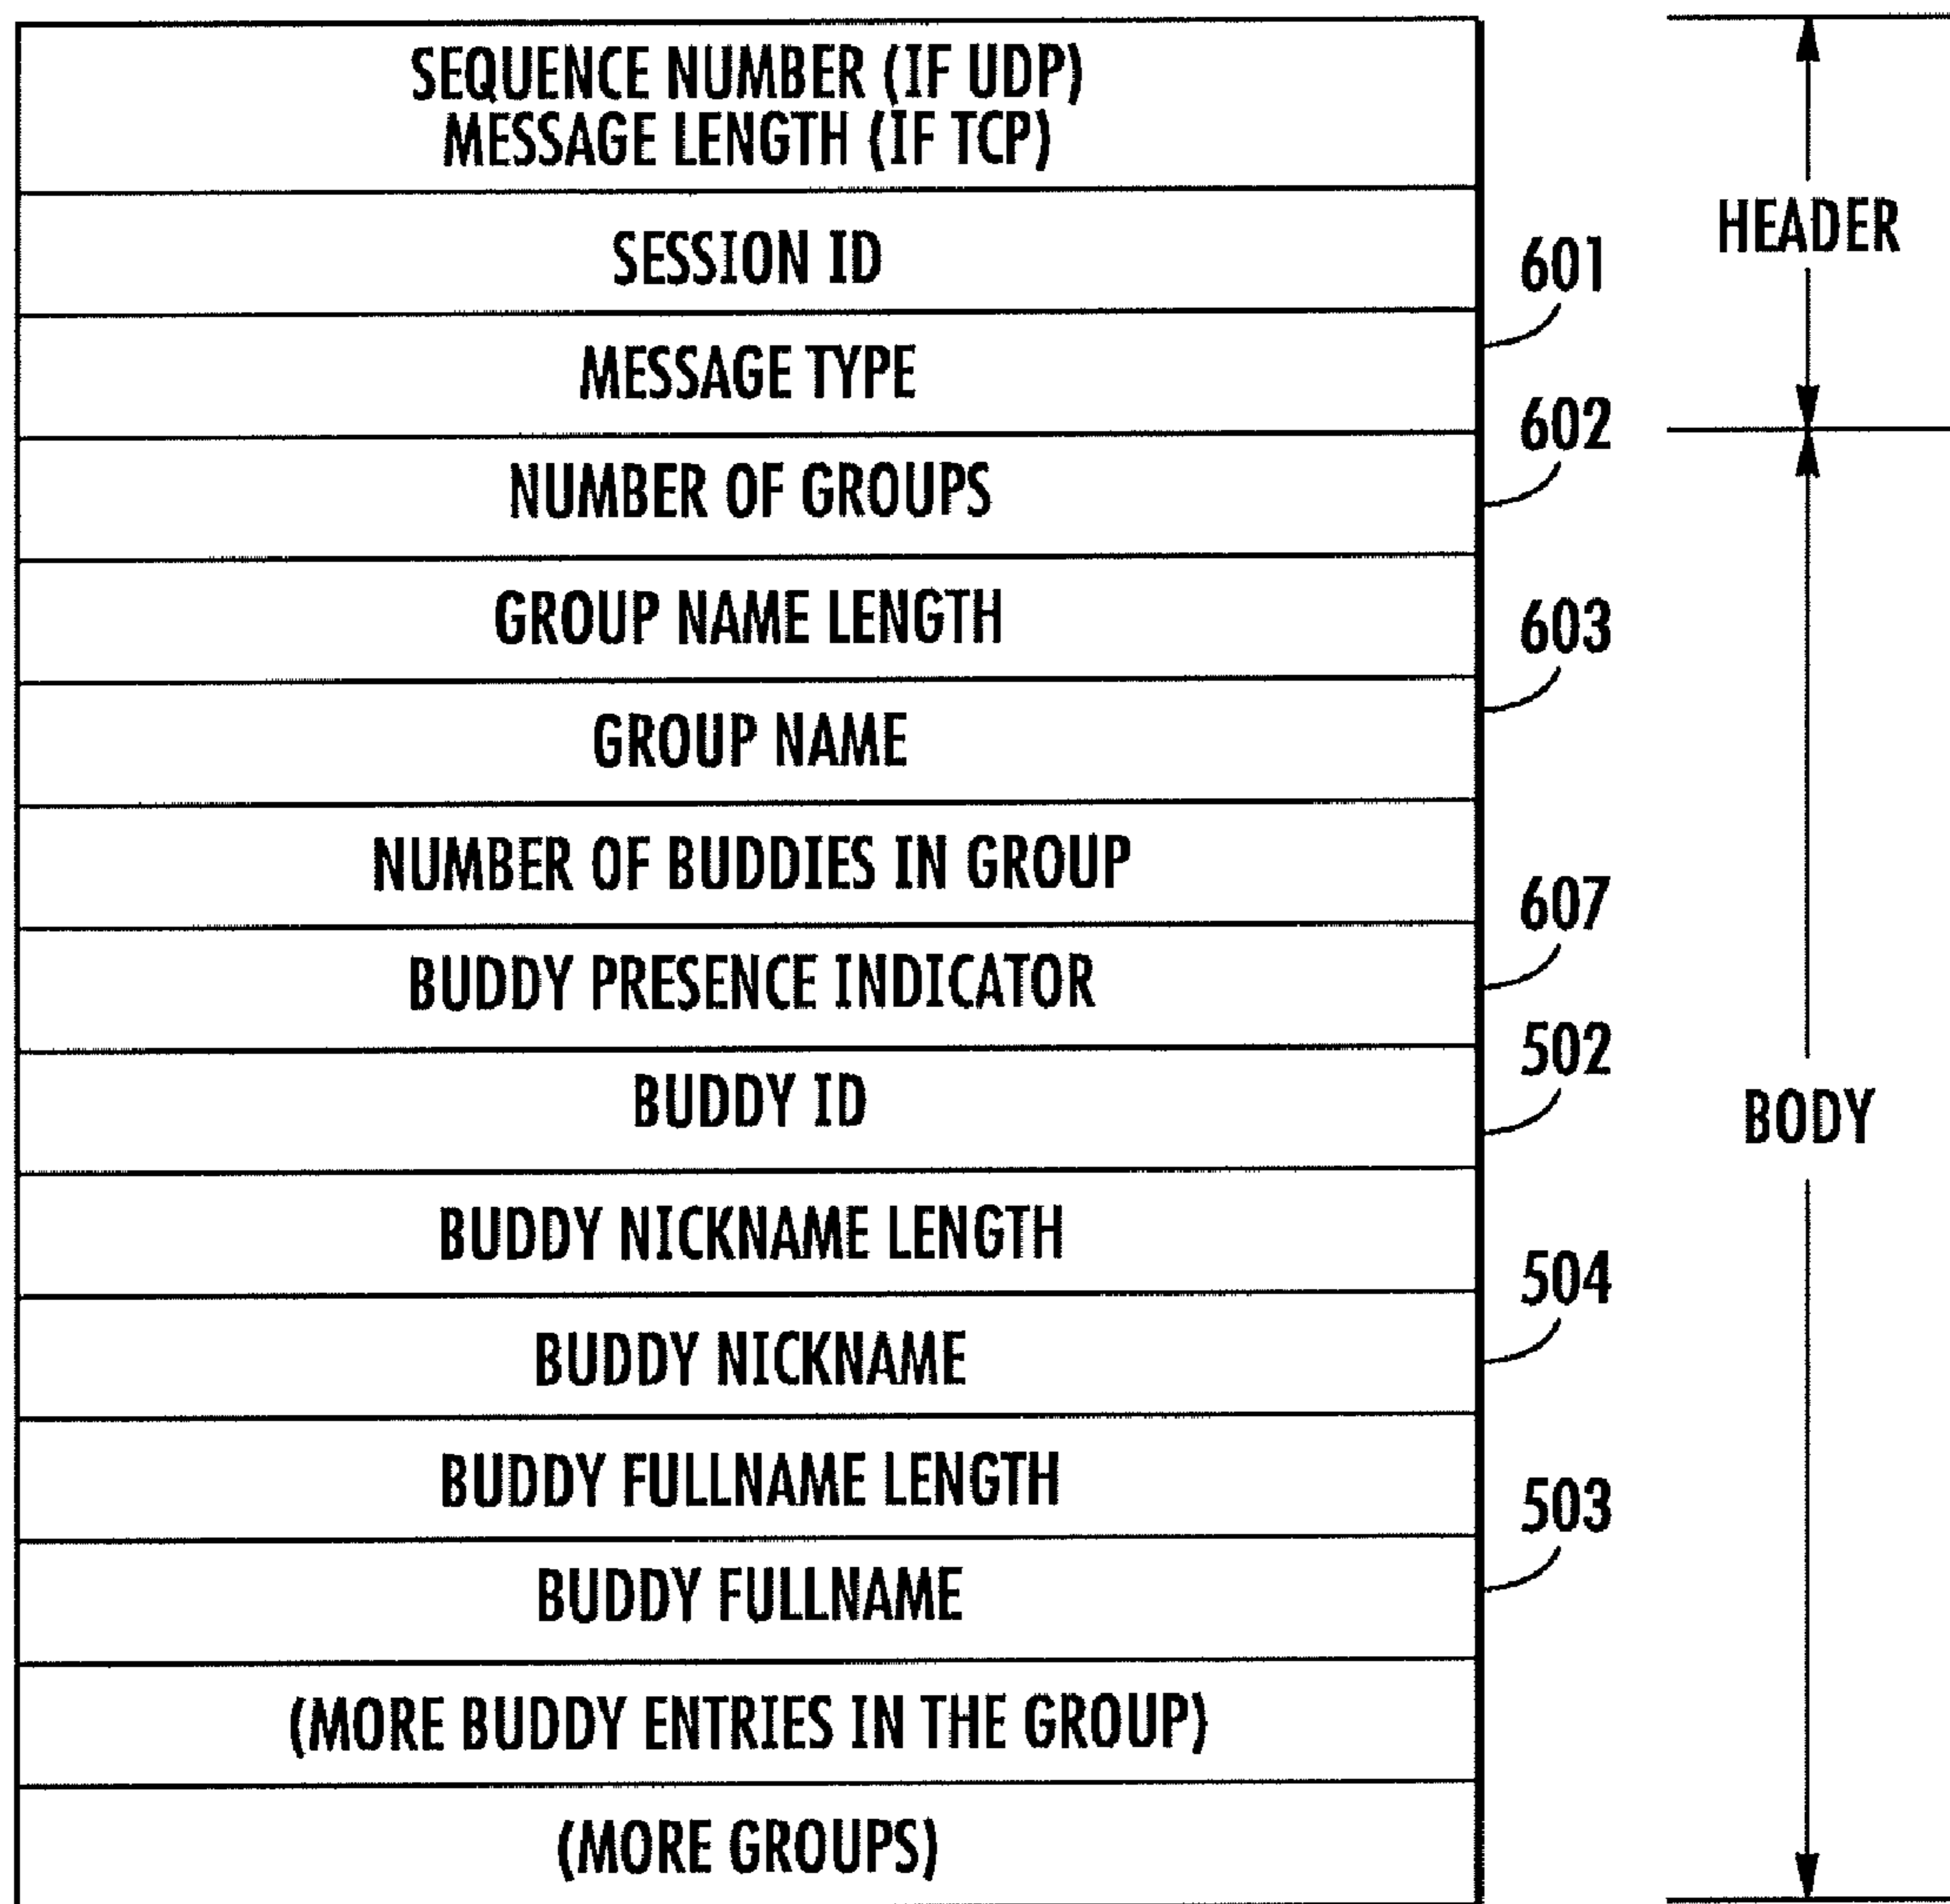 SEQUENCE NUMBER (IF UDP)
MESSAGE LENGTH (IF TCP)
SESSION ID
601
HEADER
MESSAGE TYPE
602
NUMBER OF GROUPS
GROUP NAME LENGTH
603
GROUP NAME
NUMBER OF BUDDIES IN GROUP
607
BUDDY PRESENCE INDICATOR
502
BUDDY ID
BODY
BUDDY NICKNAME LENGTH
504
BUDDY NICKNAME
BUDDY FULLNAME LENGTH
503
BUDDY FULLNAME
(MORE BUDDY ENTRIES IN THE GROUP)
(MORE GROUPS)